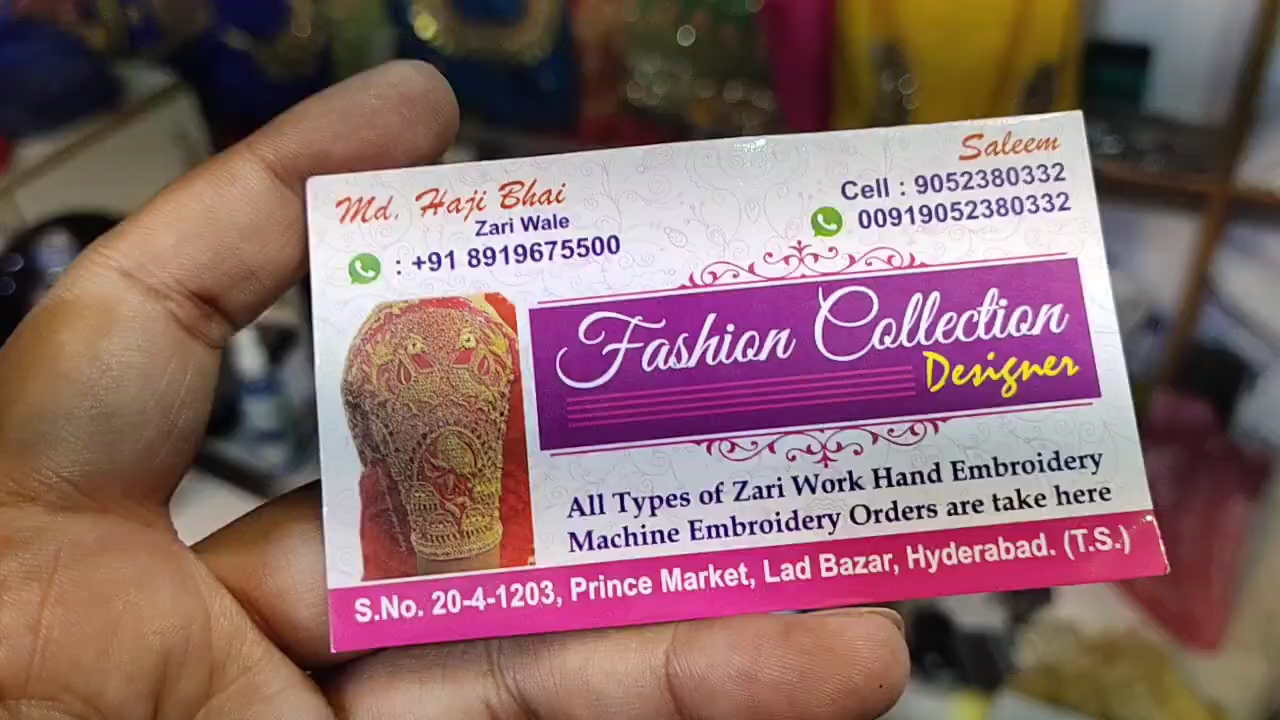 Md. Haji Bhai
Zari Wale
: +91 8919675500
Saleem
Cell : 9052380332
00919052380332
Fashion Collection
Designer
All Types of Zari Work Hand Embroidery
Machine Embroidery Orders are take here
S.No. 20-4-1203, Prince Market, Lad Bazar, Hyderabad. (T.S.)